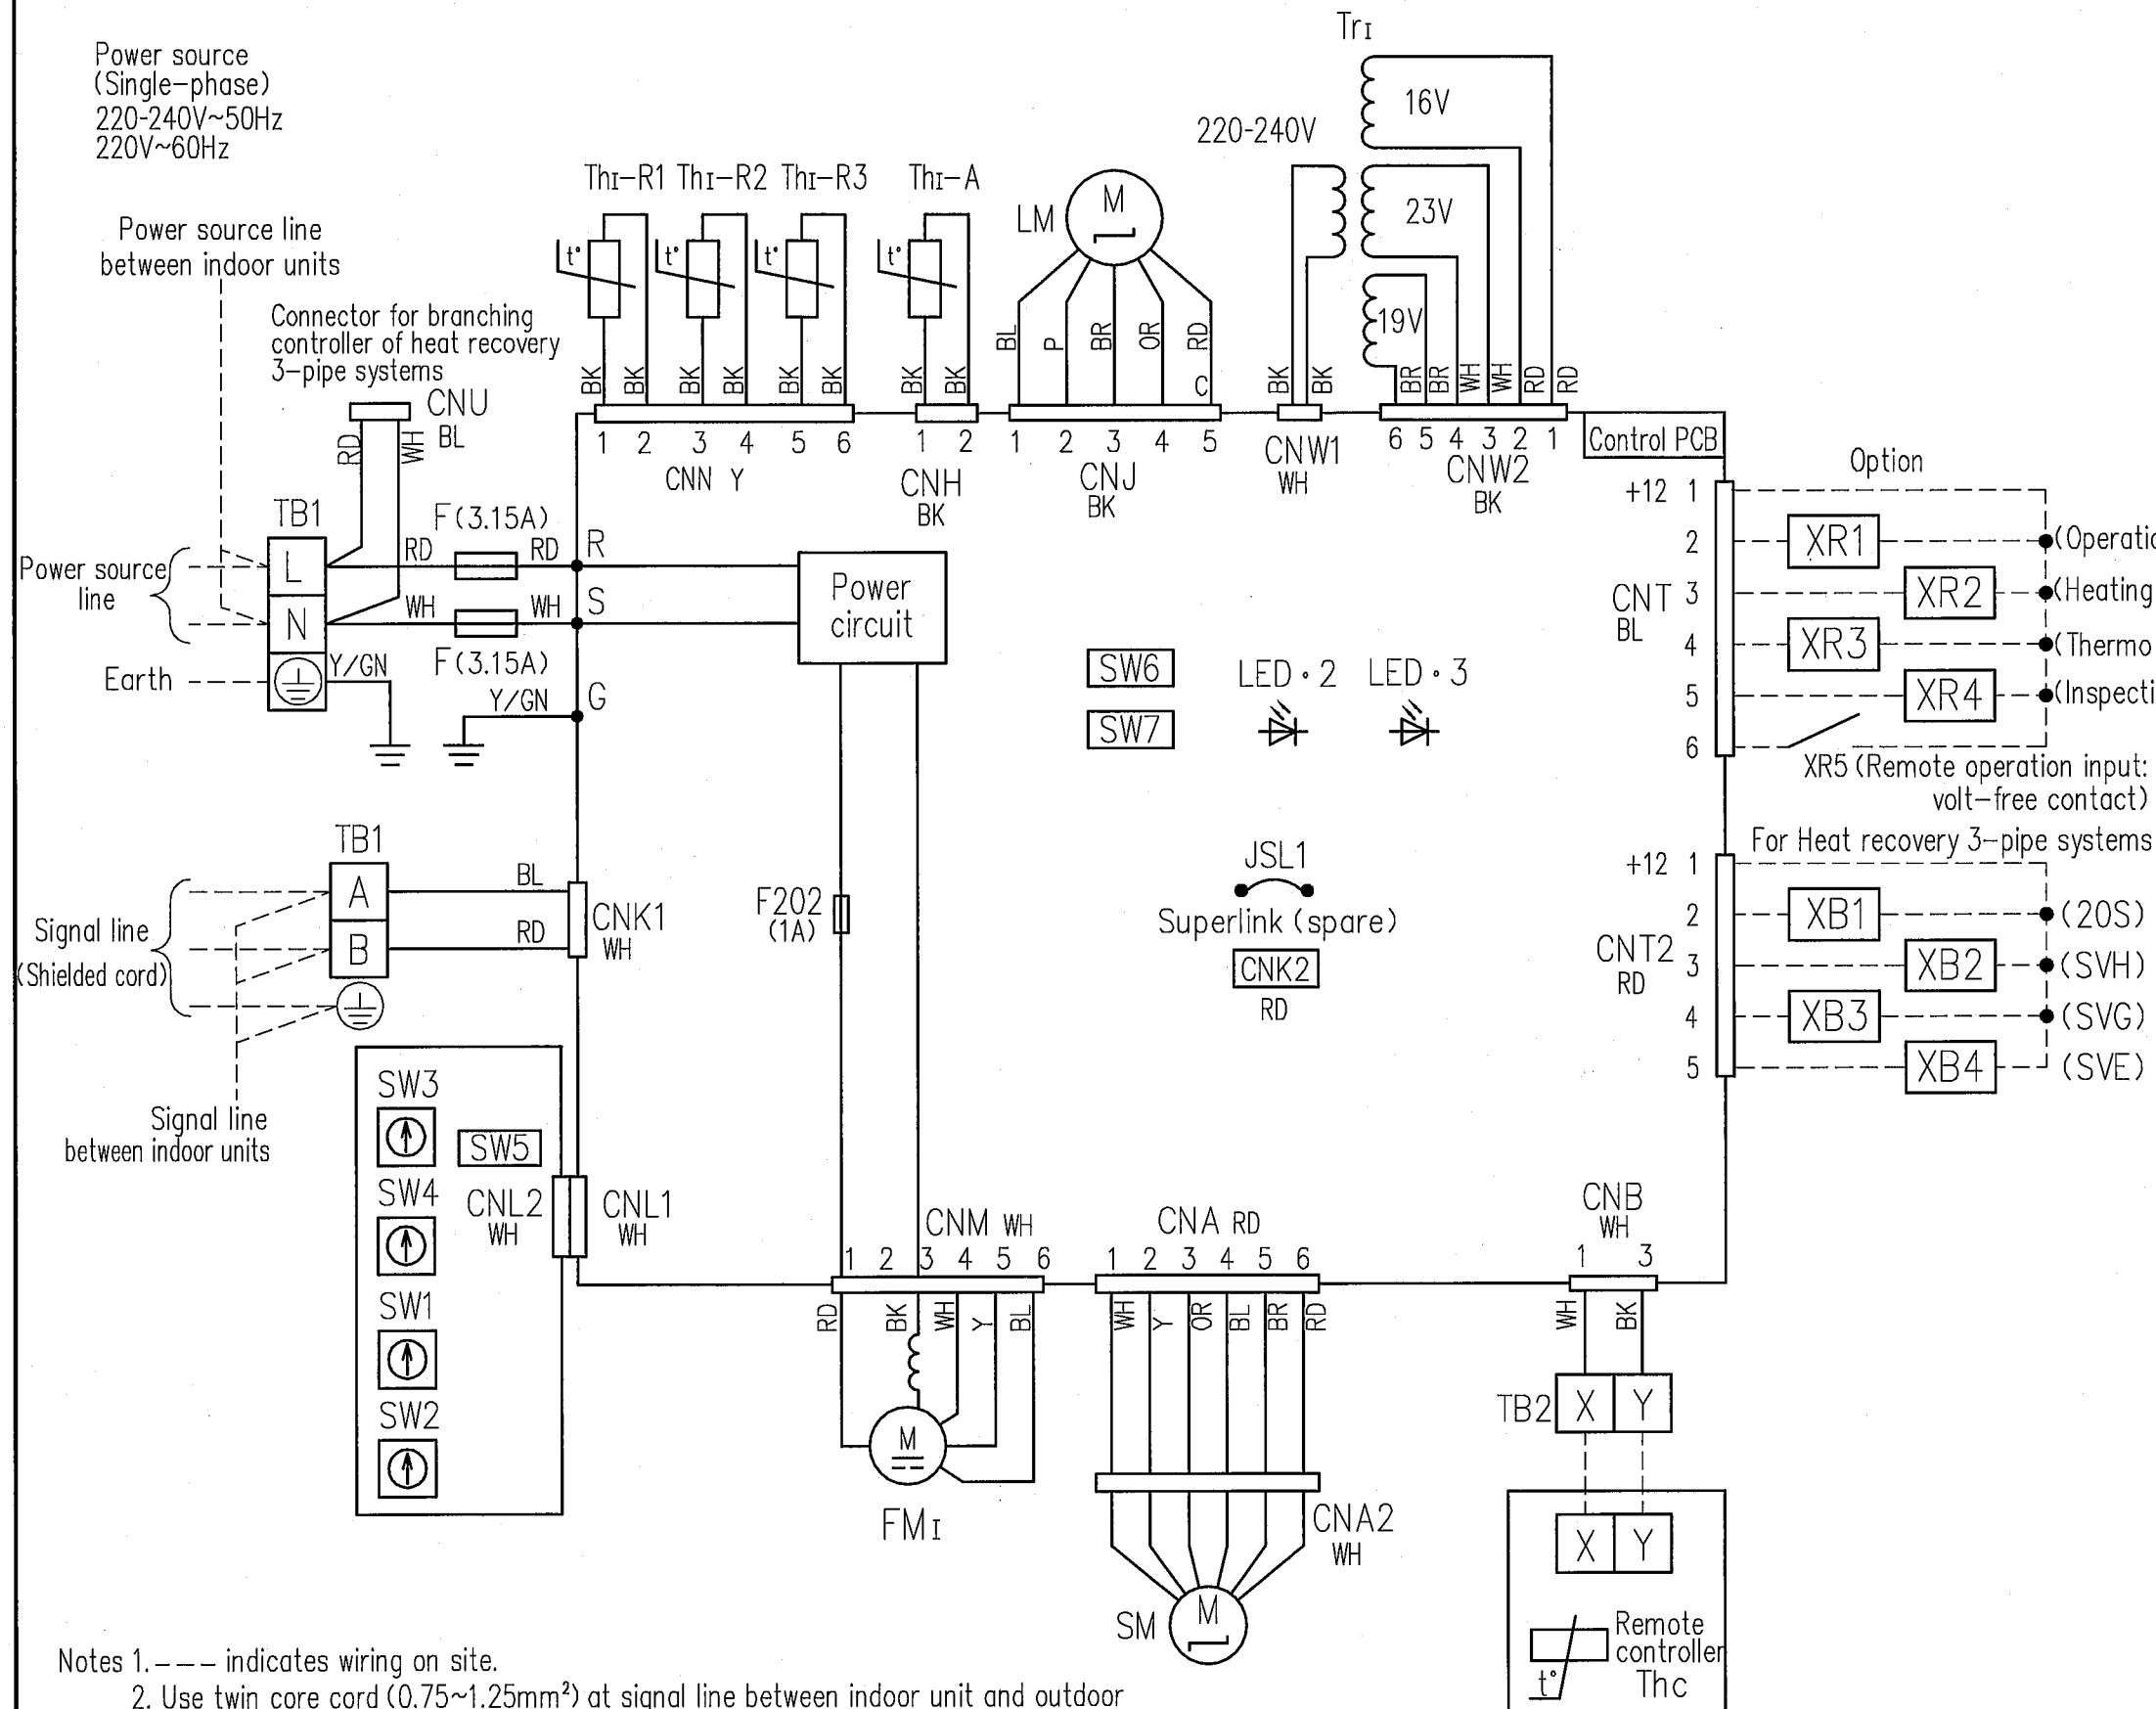 Power source
(Single-phase)
220-240V~50Hz
220V~60Hz
TrI
16V
220-240V
23V
19V
ThI-R1 ThI-R2 ThI-R3 ThI-A
t° t° t° t°
LM M
Power source line
between indoor units
Connector for branching
controller of heat recovery
3-pipe systems
CNU
BL
RD WH
BK BK BK BK BK BK BK BK
BL P BR OR RD
C
BK BK
BR BR WH WH RD RD
1 2 3 4 5 6
CNN Y
1 2
CNH
BK
1 2 3 4 5
CNJ
BK
CNW1
WH
6 5 4 3 2 1
CNW2
BK
Control PCB
Option
TB1
L
N
F(3.15A)
RD RD R
WH WH S
F(3.15A)
Y/GN
Y/GN G
Power source
line
Earth
Power
circuit
SW6
SW7
LED・2 LED・3
+12 1
2 XR1
CNT 3 XR2
BL
4 XR3
5 XR4
6
(Heating
(Thermo
XR5 (Remote operation input:
volt-free contact)
For Heat recovery 3-pipe systems
+12 1
2 XB1 (20S)
CNT2 3 XB2 (SVH)
RD
4 XB3 (SVG)
5 XB4 (SVE)
TB1
A
B
BL
RD
CNK1
WH
Signal line
(Shielded cord)
Signal line
between indoor units
F202
(1A)
JSL1
Superlink (spare)
CNK2
RD
SW3
SW5
SW4
SW1
SW2
CNL2
WH
CNL1
WH
CNM WH
1 2 3 4 5 6
RD BK WH Y BL
M
FMI
CNA RD
1 2 3 4 5 6
WH Y OR BL BR RD
CNA2
WH
SM M
CNB
WH
1 3
WH BK
TB2 X Y
X Y
Remote
controller
t° Thc
Notes 1.--- indicates wiring on site.
2. Use twin core cord (0.75~1.25mm²) at signal line between indoor unit and outdoor